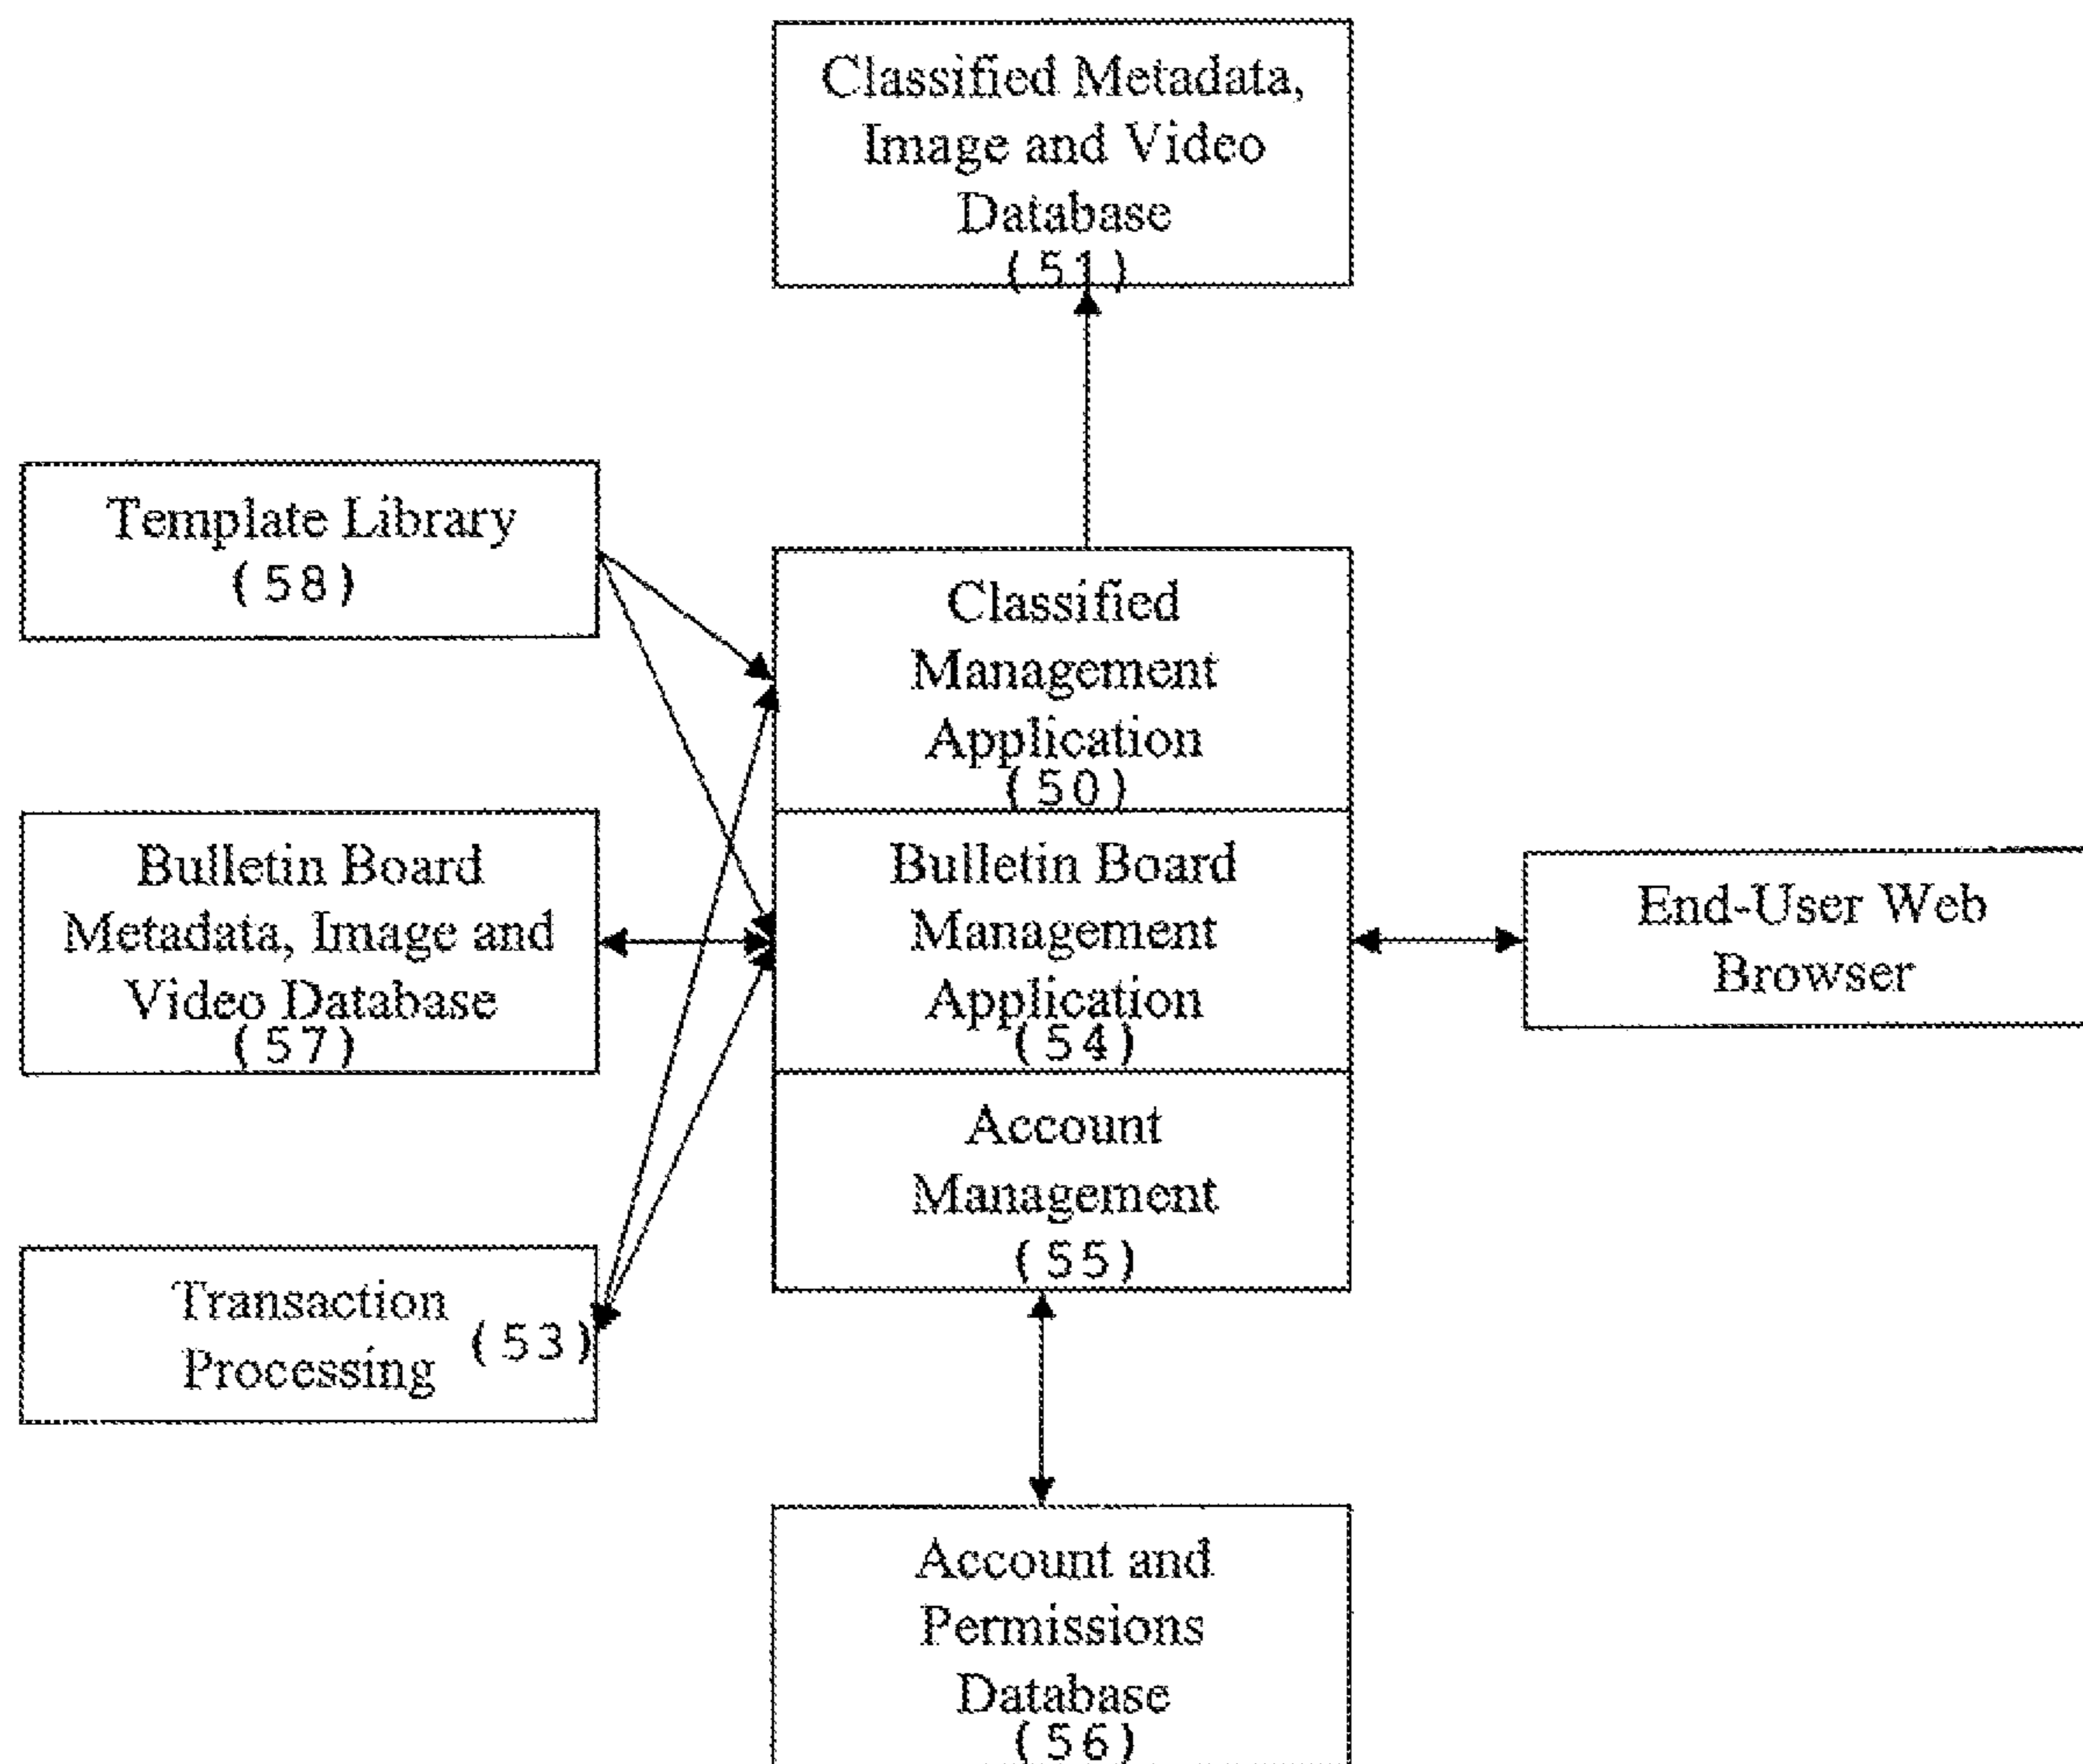 Classified Metadata,
Image and Video
Database
(51)
Template Library
(58)
Classified
Management
Application
(50)
Bulletin Board
Metadata, Image and
Video Database
(57)
Bulletin Board
Management
Application
(54)
End-User Web
Browser
Account
Management
(55)
Transaction
Processing
(53)
Account and
Permissions
Database
(56)